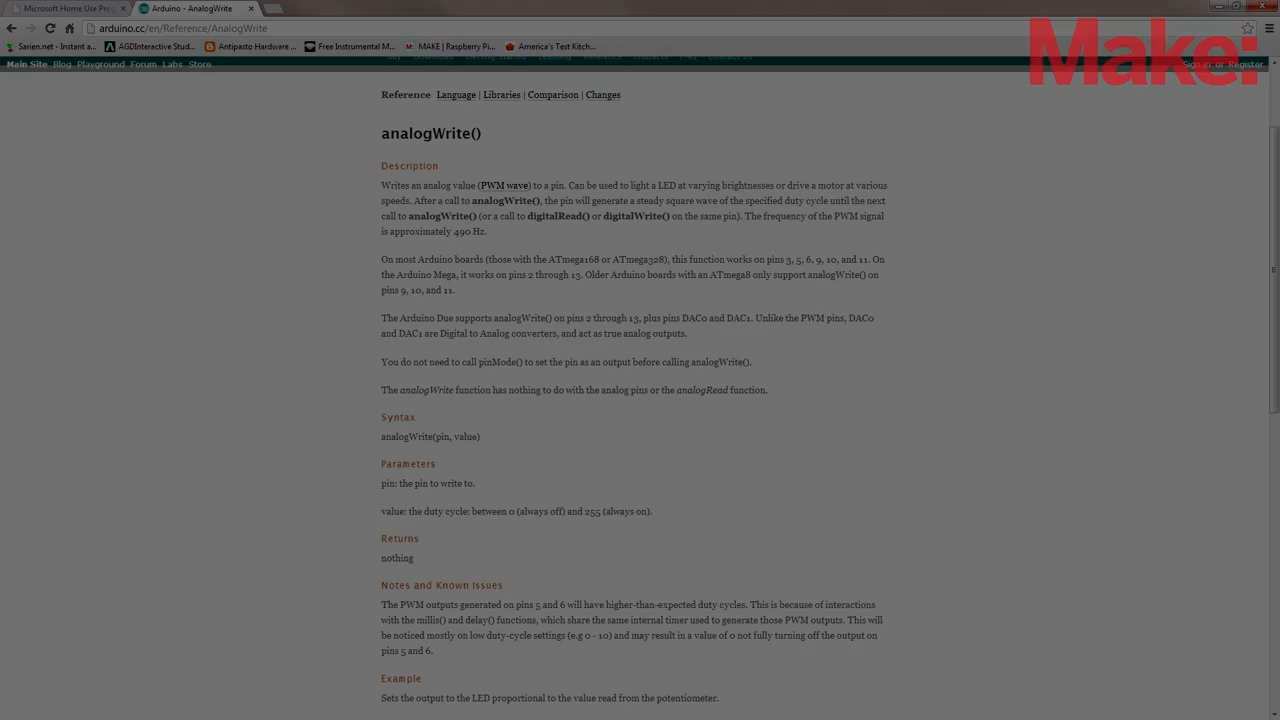 Microsoft Home Use Prog
Arduino - AnalogWrite
arduino.cc/en/Reference/AnalogWrite
Sarien.net - Instant a...
AGDInteractive Stud...
Antipasto Hardware ...
Free Instrumental M...
MAKE | Raspberry Pi...
America's Test Kitch...
Make:
Buy Download Getting Started Learning Reference Products FAQ Contact Us
Main Site Blog Playground Forum Labs Store
Sign in or Register
Reference Language | Libraries | Comparison | Changes
analogWrite()
Description
Writes an analog value (PWM wave) to a pin. Can be used to light a LED at varying brightnesses or drive a motor at various
speeds. After a call to analogWrite(), the pin will generate a steady square wave of the specified duty cycle until the next
call to analogWrite() (or a call to digitalRead() or digitalWrite() on the same pin). The frequency of the PWM signal
is approximately 490 Hz.
On most Arduino boards (those with the ATmega168 or ATmega328), this function works on pins 3, 5, 6, 9, 10, and 11. On
the Arduino Mega, it works on pins 2 through 13. Older Arduino boards with an ATmega8 only support analogWrite() on
pins 9, 10, and 11.
The Arduino Due supports analogWrite() on pins 2 through 13, plus pins DAC0 and DAC1. Unlike the PWM pins, DAC0
and DAC1 are Digital to Analog converters, and act as true analog outputs.
You do not need to call pinMode() to set the pin as an output before calling analogWrite().
The analogWrite function has nothing to do with the analog pins or the analogRead function.
Syntax
analogWrite(pin, value)
Parameters
pin: the pin to write to.
value: the duty cycle: between 0 (always off) and 255 (always on).
Returns
nothing
Notes and Known Issues
The PWM outputs generated on pins 5 and 6 will have higher-than-expected duty cycles. This is because of interactions
with the millis() and delay() functions, which share the same internal timer used to generate those PWM outputs. This will
be noticed mostly on low duty-cycle settings (e.g 0 - 10) and may result in a value of 0 not fully turning off the output on
pins 5 and 6.
Example
Sets the output to the LED proportional to the value read from the potentiometer.